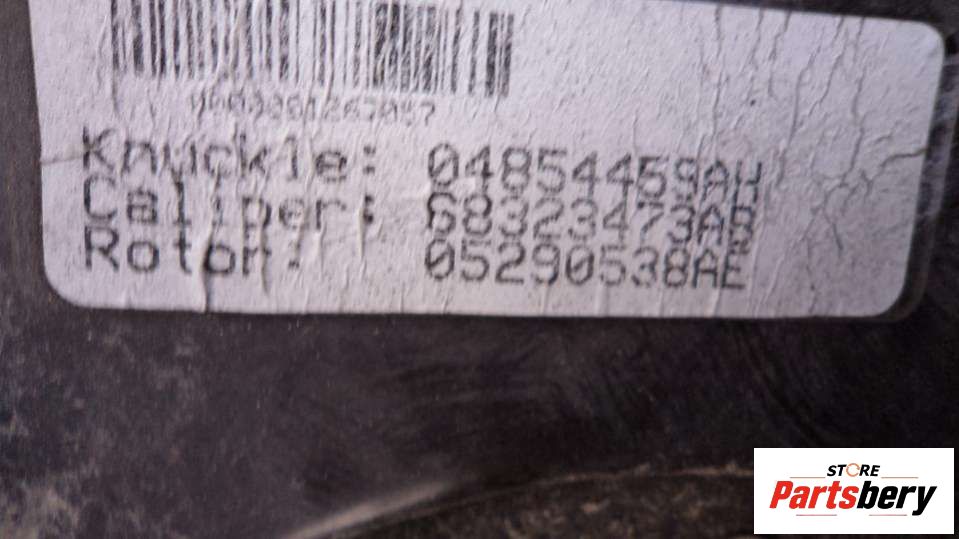 Knuckle: 04854459AH
Caliper: 68323473AB
Rotor: 05290538AE
STORE
Partsbery